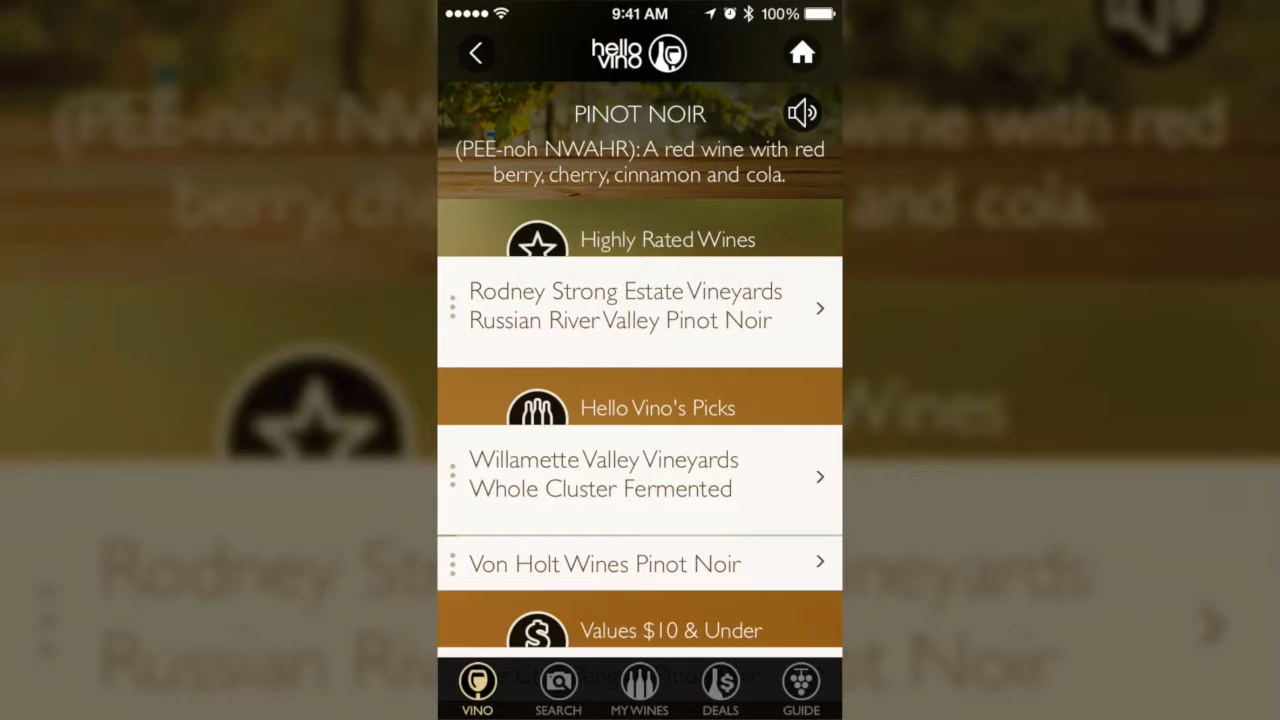 9:41 AM
100%
hello
vino
PINOT NOIR
(PEE-noh NWAHR): A red wine with red
berry, cherry, cinnamon and cola.
Highly Rated Wines
Rodney Strong Estate Vineyards
Russian River Valley Pinot Noir
Hello Vino's Picks
Willamette Valley Vineyards
Whole Cluster Fermented
Von Holt Wines Pinot Noir
Values $10 & Under
VINO
SEARCH
MY WINES
DEALS
GUIDE